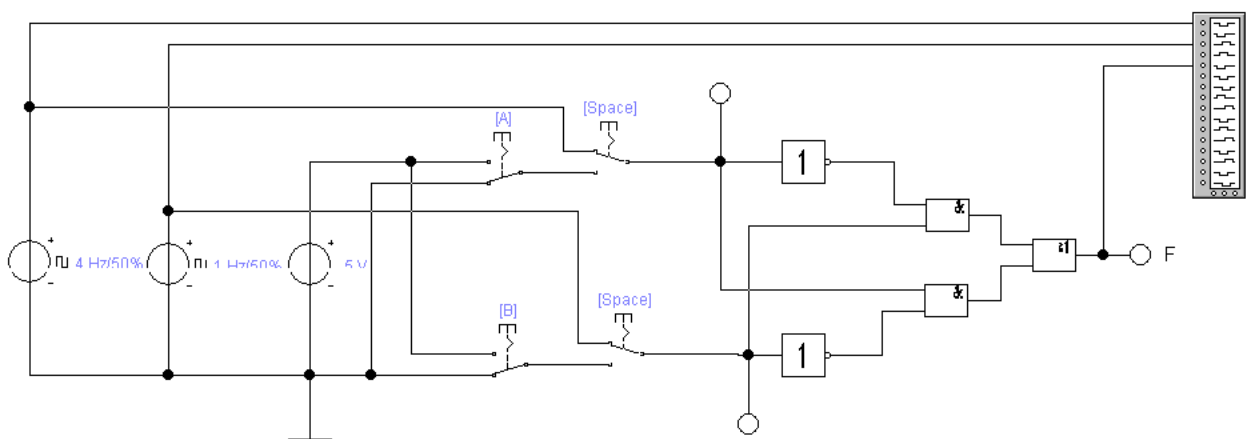 [Space]
[A]
1
&
4 Hz/50%
1 Hz/50%
5 V
≥1
F
[Space]
[B]
&
1